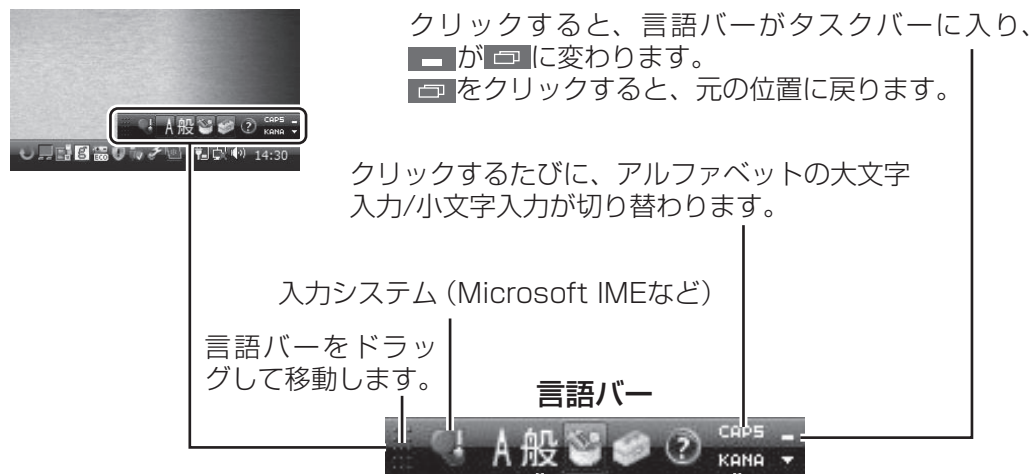 クリックすると、言語バーがタスクバーに入り、
が に変わります。
をクリックすると、元の位置に戻ります。
A 般 CAPS
KANA
14:30
クリックするたびに、アルファベットの大文字
入力/小文字入力が切り替わります。
入力システム（Microsoft IMEなど）
言語バーをドラッ
グして移動します。
言語バー
A 般 ? CAPS
KANA